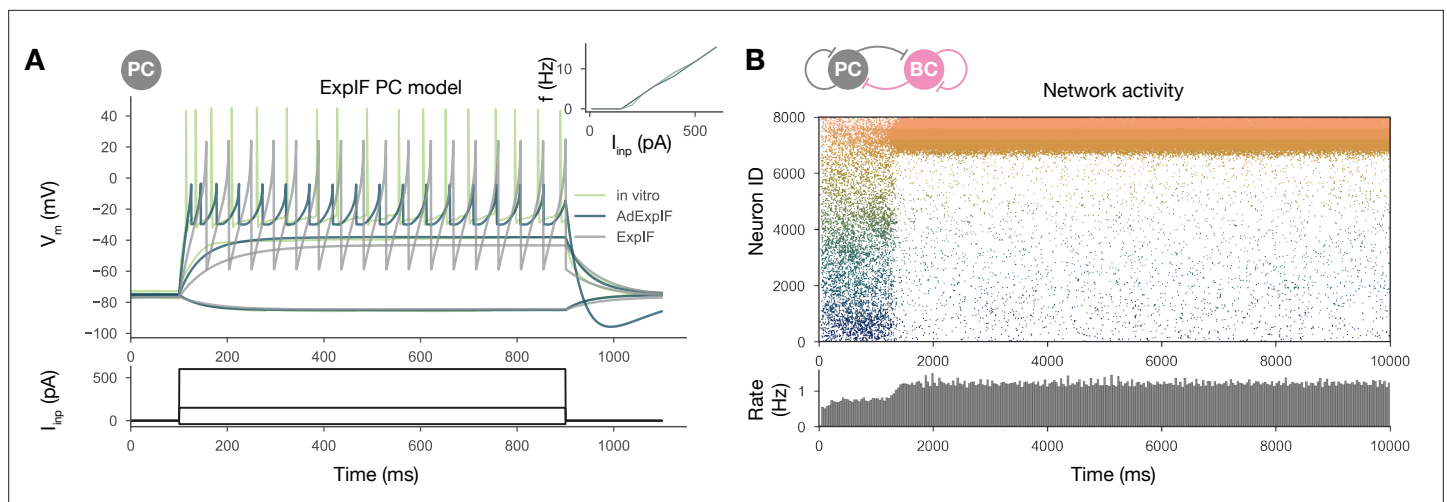 A
PC
ExpIF PC model
f (Hz)
10
0
0
500
I_inp (pA)
V_m (mV)
40
20
0
−20
−40
−60
−80
−100
in vitro
AdExpIF
ExpIF
0
200
400
600
800
1000
I_inp (pA)
500
0
0
200
400
600
800
1000
Time (ms)
B
PC
BC
Network activity
Neuron ID
8000
6000
4000
2000
0
0
2000
4000
6000
8000
10000
Rate
(Hz)
1
0
0
2000
4000
6000
8000
10000
Time (ms)